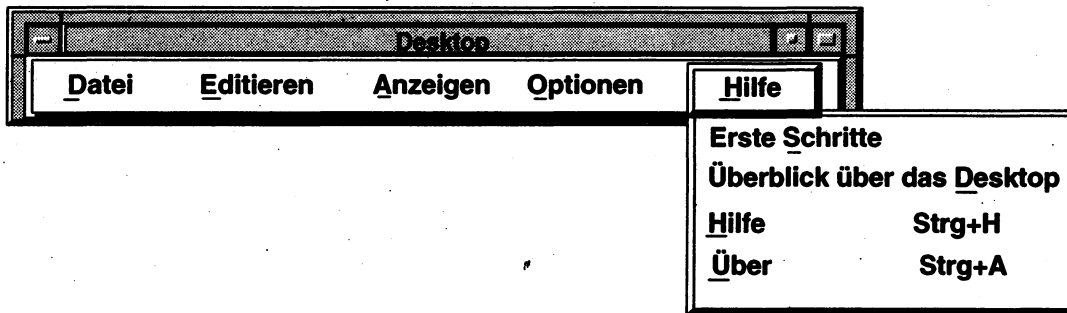 Desktop
Datei Editieren Anzeigen Optionen Hilfe
Erste Schritte
Überblick über das Desktop
Hilfe Strg+H
Über Strg+A